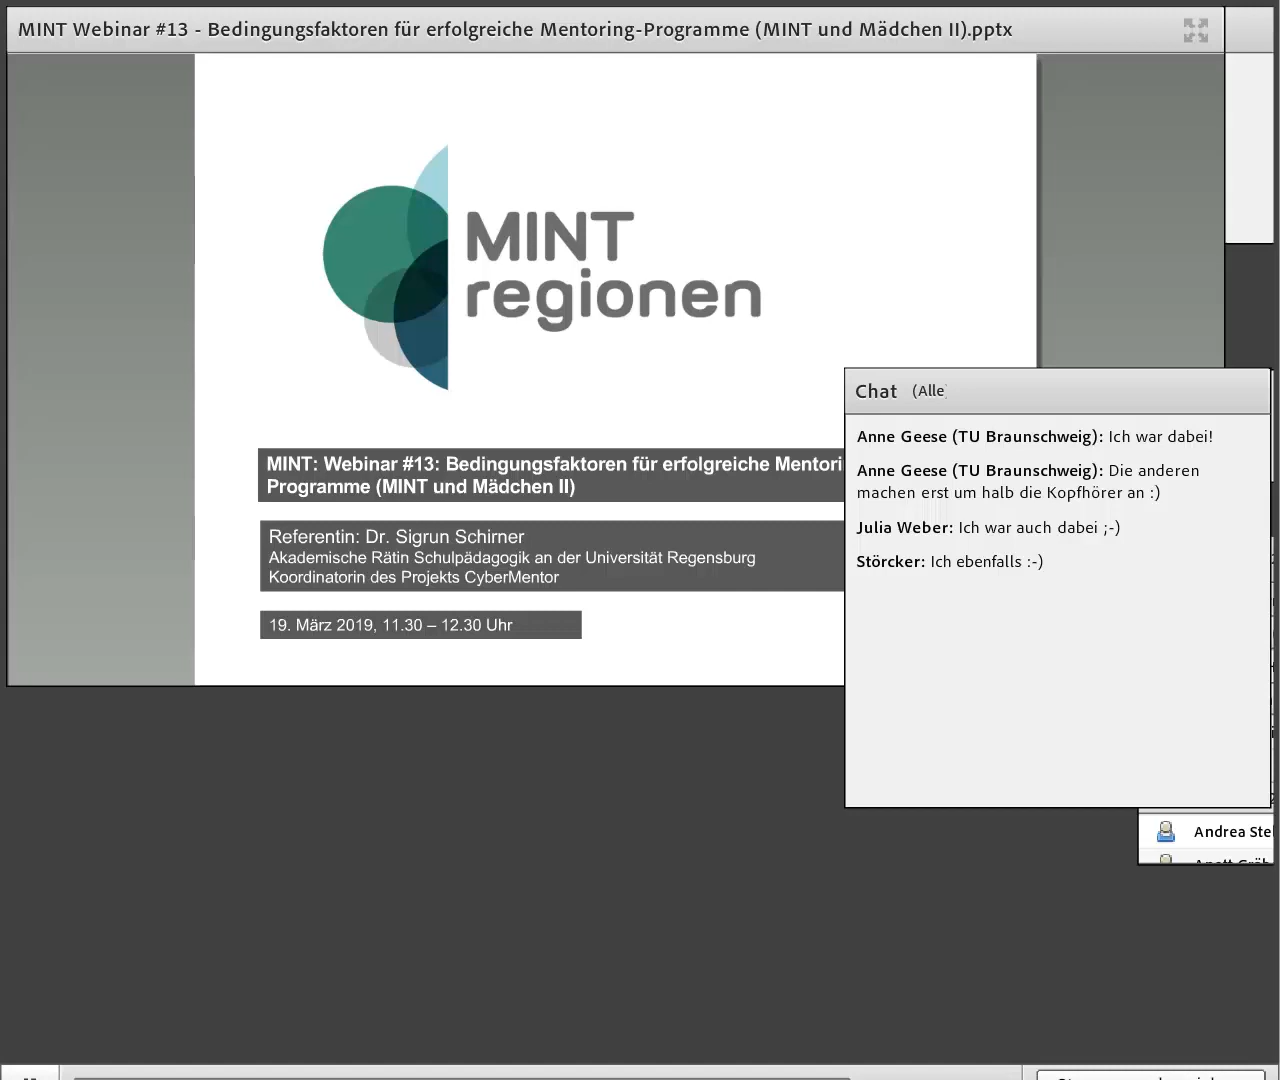 MINT Webinar #13 - Bedingungsfaktoren für erfolgreiche Mentoring-Programme (MINT und Mädchen II).pptx
MINT
regionen
MINT: Webinar #13: Bedingungsfaktoren für erfolgreiche Mentori
Programme (MINT und Mädchen II)
Referentin: Dr. Sigrun Schirner
Akademische Rätin Schulpädagogik an der Universität Regensburg
Koordinatorin des Projekts CyberMentor
19. März 2019, 11.30 – 12.30 Uhr
Chat (Alle
Anne Geese (TU Braunschweig): Ich war dabei!
Anne Geese (TU Braunschweig): Die anderen
machen erst um halb die Kopfhörer an :)
Julia Weber: Ich war auch dabei ;-)
Störcker: Ich ebenfalls :-)
Andrea Ste